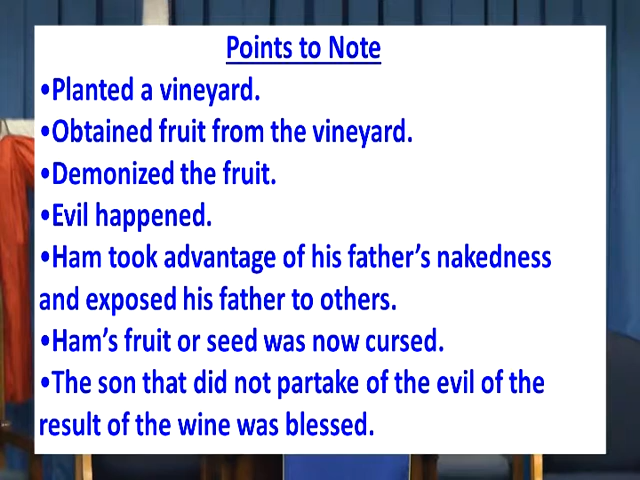 Points to Note
•Planted a vineyard.
•Obtained fruit from the vineyard.
•Demonized the fruit.
•Evil happened.
•Ham took advantage of his father’s nakedness
and exposed his father to others.
•Ham’s fruit or seed was now cursed.
•The son that did not partake of the evil of the
result of the wine was blessed.